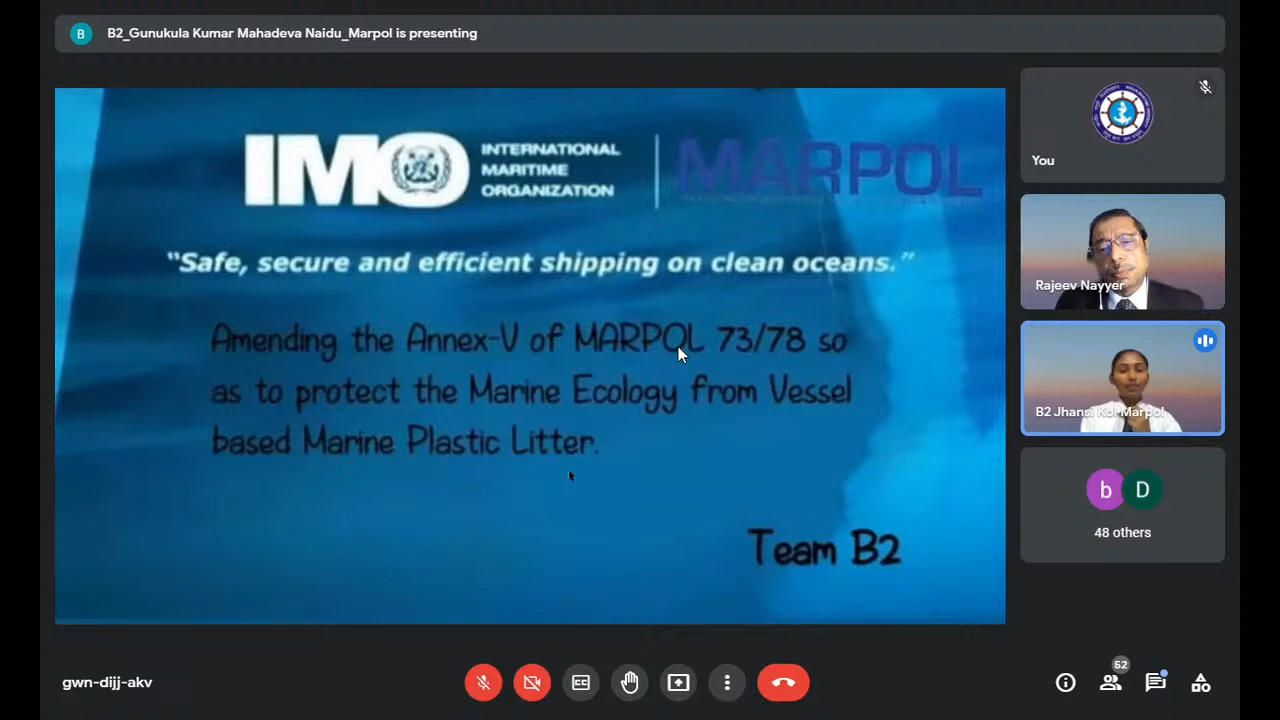 B
B2_Gunukula Kumar Mahadeva Naidu_Marpol is presenting
IMO
INTERNATIONAL
MARITIME
ORGANIZATION
MARPOL
"Safe, secure and efficient shipping on clean oceans."
Amending the Annex-V of MARPOL 73/78 so
as to protect the Marine Ecology from Vessel
based Marine Plastic Litter.
Team B2
You
Rajeev Nayyer
B2 Jhansi Kol Marpol
b D
48 others
gwn-dijj-akv
CC
52